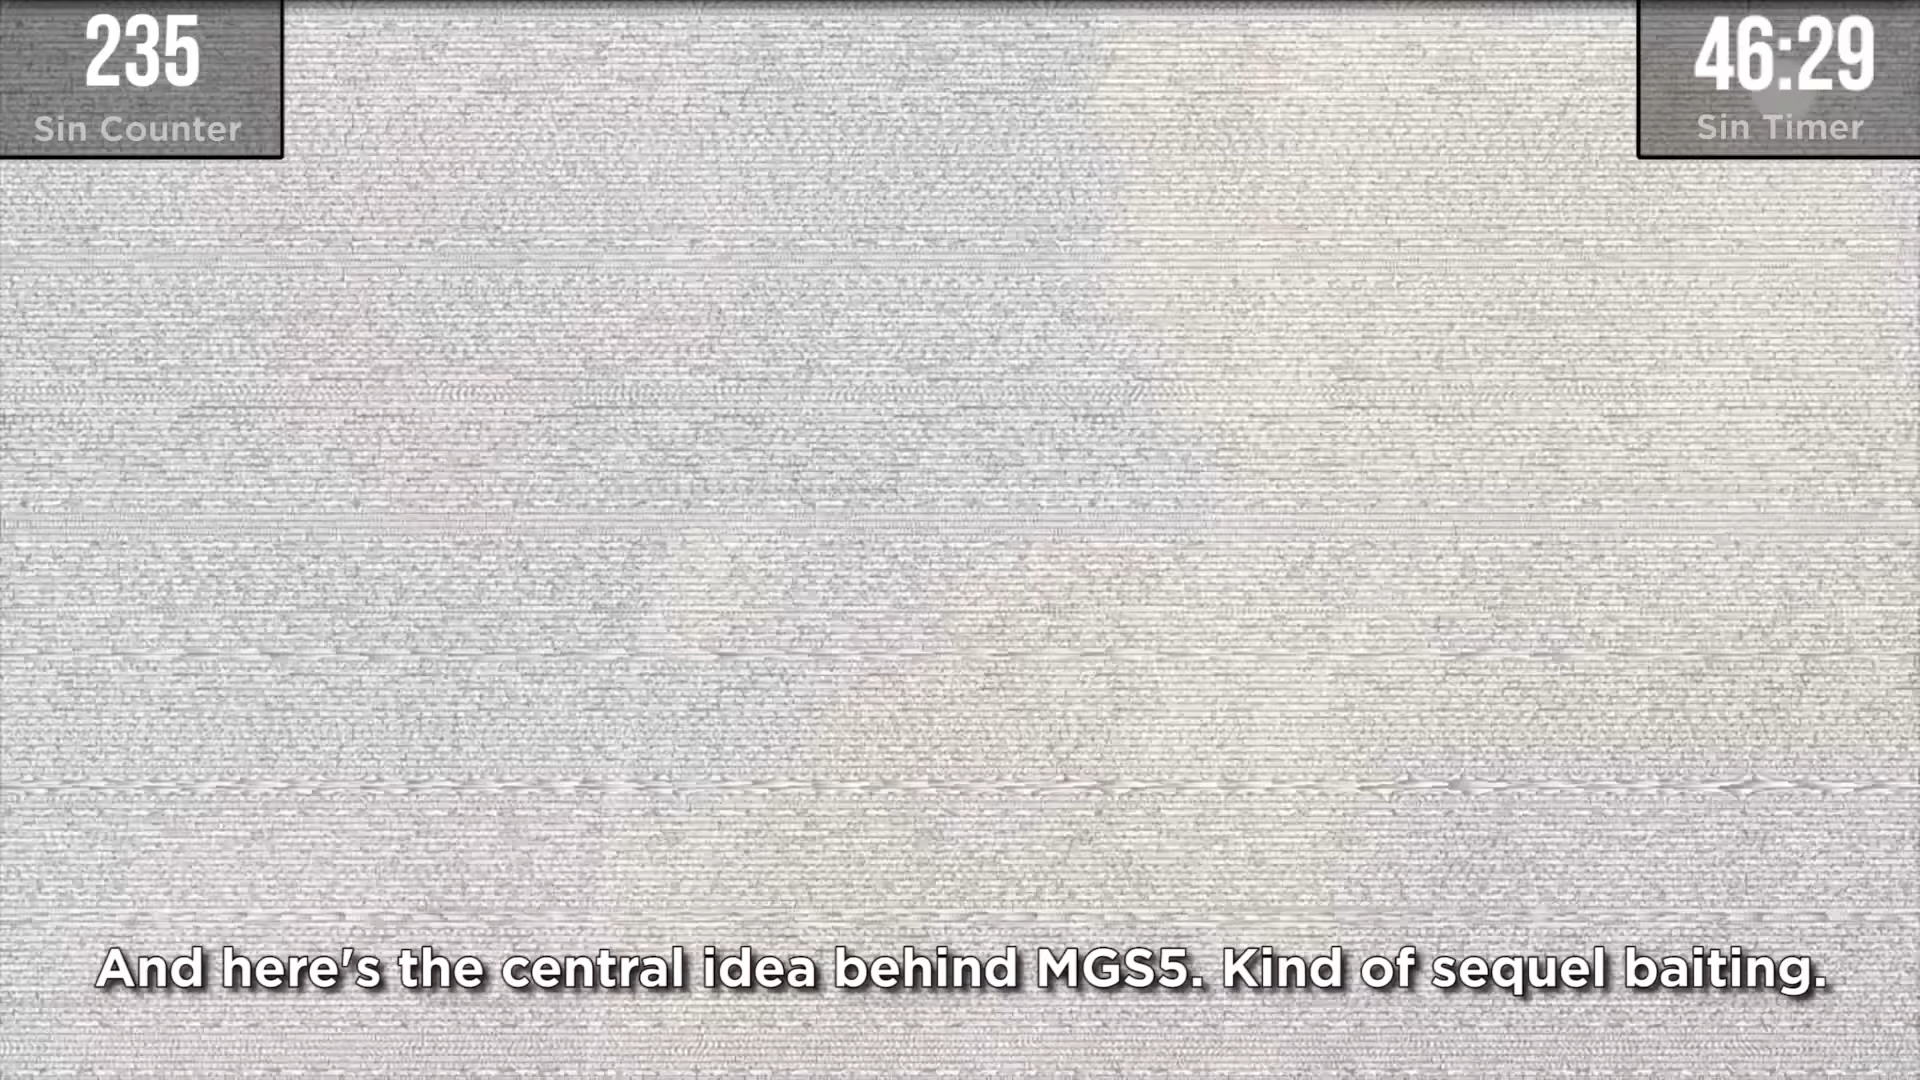 235
Sin Counter
46:29
Sin Timer
And here's the central idea behind MGS5. Kind of sequel baiting.